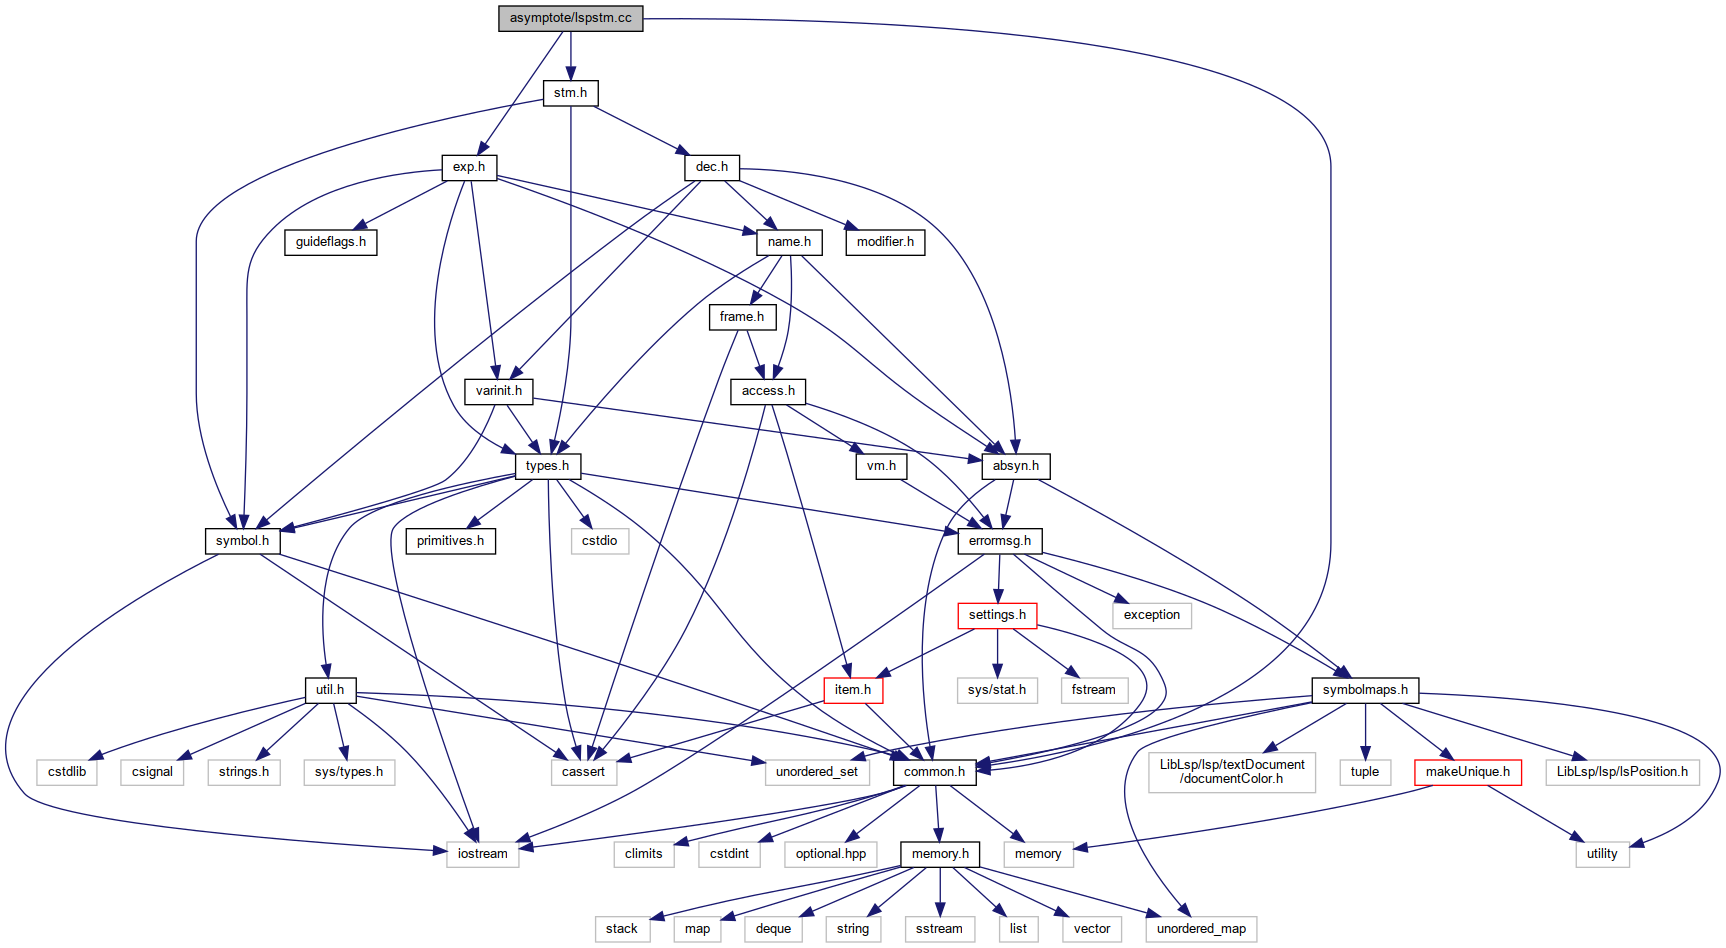 asymptote/lspstm.cc
stm.h
exp.h
dec.h
guideflags.h
name.h
modifier.h
frame.h
varinit.h
access.h
types.h
vm.h
absyn.h
symbol.h
primitives.h
cstdio
errormsg.h
settings.h
exception
util.h
item.h
sys/stat.h
fstream
symbolmaps.h
cstdlib
csignal
strings.h
sys/types.h
cassert
unordered_set
common.h
LibLsp/lsp/textDocument
/documentColor.h
tuple
makeUnique.h
LibLsp/lsp/lsPosition.h
iostream
climits
cstdint
optional.hpp
memory.h
memory
utility
stack
map
deque
string
sstream
list
vector
unordered_map